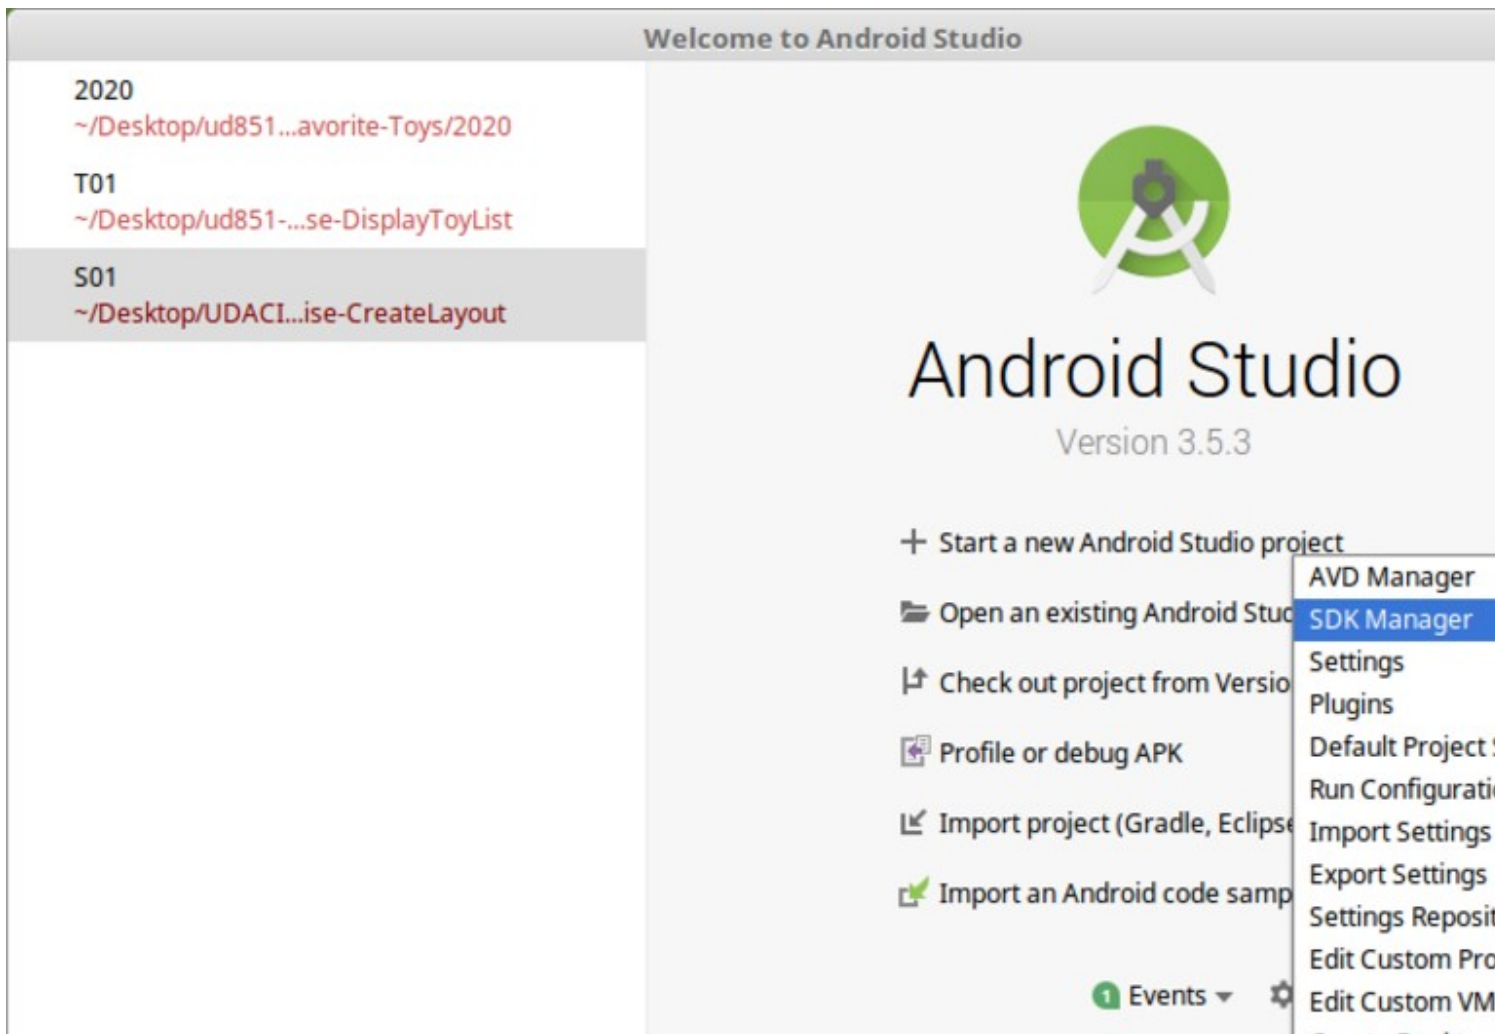 Welcome to Android Studio
2020
~/Desktop/ud851...avorite-Toys/2020
T01
~/Desktop/ud851-...se-DisplayToyList
S01
~/Desktop/UDACI...ise-CreateLayout
Android Studio
Version 3.5.3
Start a new Android Studio project
Open an existing Android Stud
Check out project from Versio
Profile or debug APK
Import project (Gradle, Eclipse
Import an Android code samp
1 Events
AVD Manager
SDK Manager
Settings
Plugins
Default Project S
Run Configurati
Import Settings
Export Settings
Settings Reposit
Edit Custom Pro
Edit Custom VM